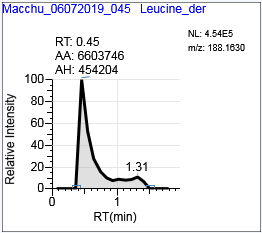 Macchu_06072019_045 Leucine_der
RT: 0.45
AA: 6603746
AH: 454204
NL: 4.54E5
m/z: 188.1630
100
80
60
40
20
0
Relative Intensity
1.31
0
1
RT(min)